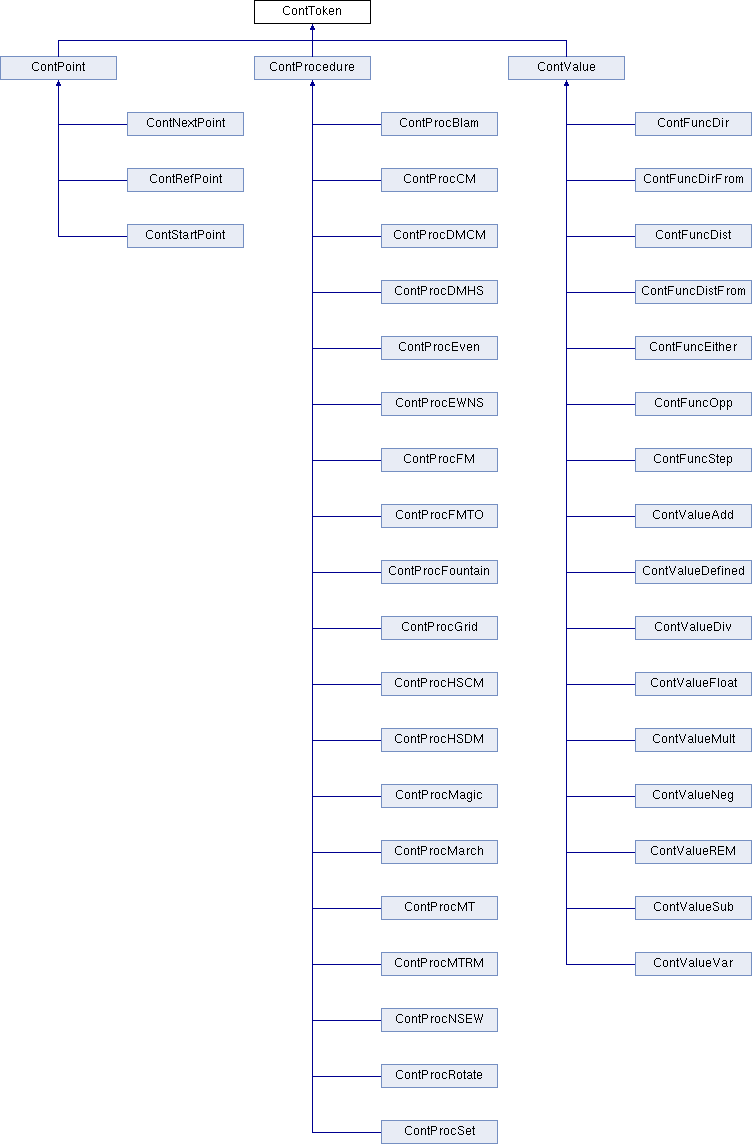 ContToken
ContPoint
ContProcedure
ContValue
ContNextPoint
ContProcBlam
ContFuncDir
ContRefPoint
ContProcCM
ContFuncDirFrom
ContStartPoint
ContProcDMCM
ContFuncDist
ContProcDMHS
ContFuncDistFrom
ContProcEven
ContFuncEither
ContProcEWNS
ContFuncOpp
ContProcFM
ContFuncStep
ContProcFMTO
ContValueAdd
ContProcFountain
ContValueDefined
ContProcGrid
ContValueDiv
ContProcHSCM
ContValueFloat
ContProcHSDM
ContValueMult
ContProcMagic
ContValueNeg
ContProcMarch
ContValueREM
ContProcMT
ContValueSub
ContProcMTRM
ContValueVar
ContProcNSEW
ContProcRotate
ContProcSet